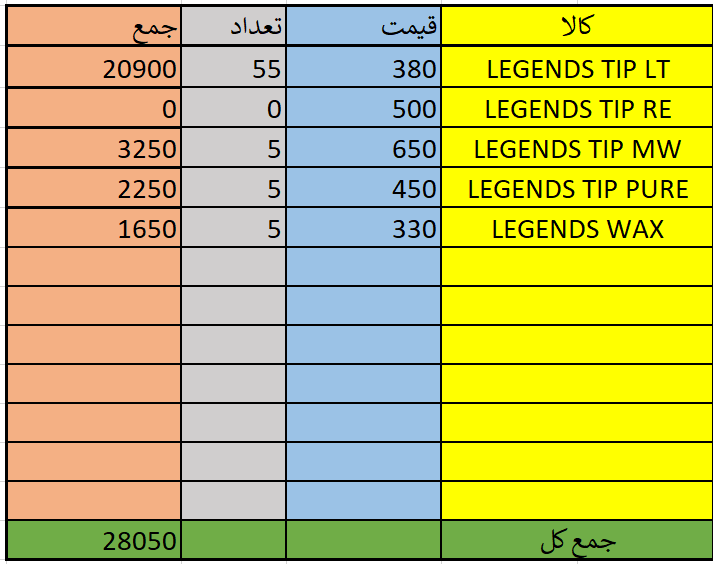 کالا قیمت تعداد جمع
LEGENDS TIP LT 380 55 20900
LEGENDS TIP RE 500 0 0
LEGENDS TIP MW 650 5 3250
LEGENDS TIP PURE 450 5 2250
LEGENDS WAX 330 5 1650
جمع کل 28050